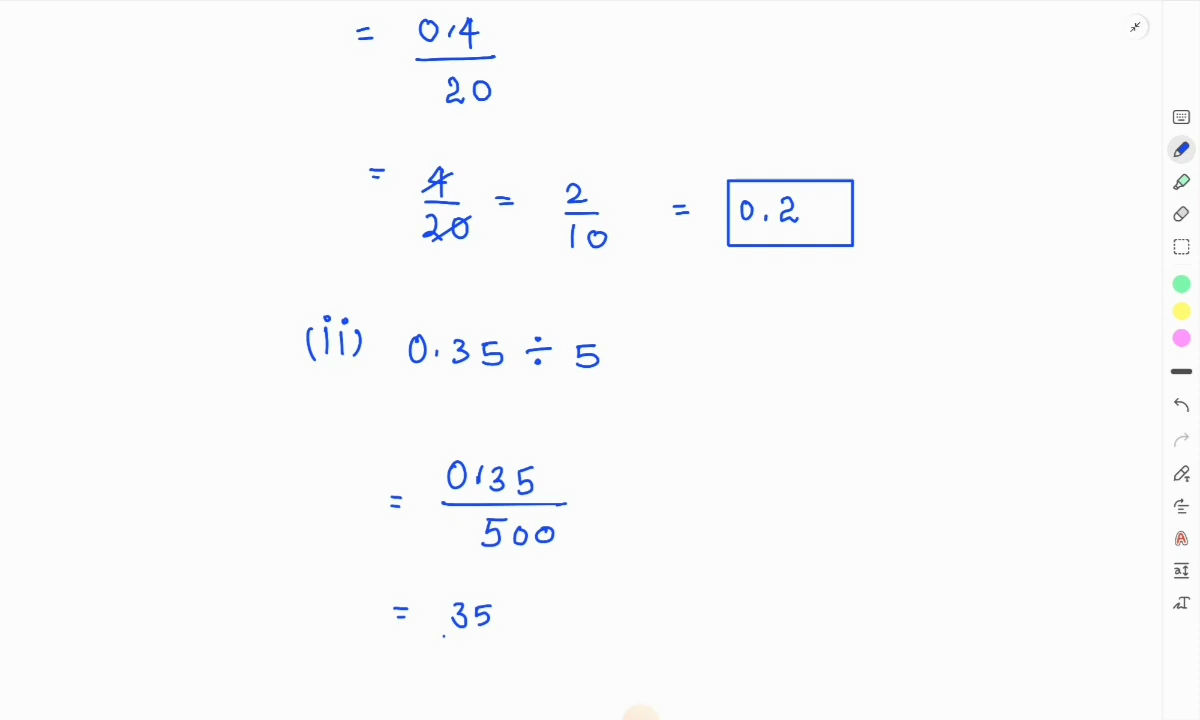 = 0.4
20
= 4/20 = 2/10 = 0.2
(ii) 0.35 ÷ 5
= 0.35
500
= 35